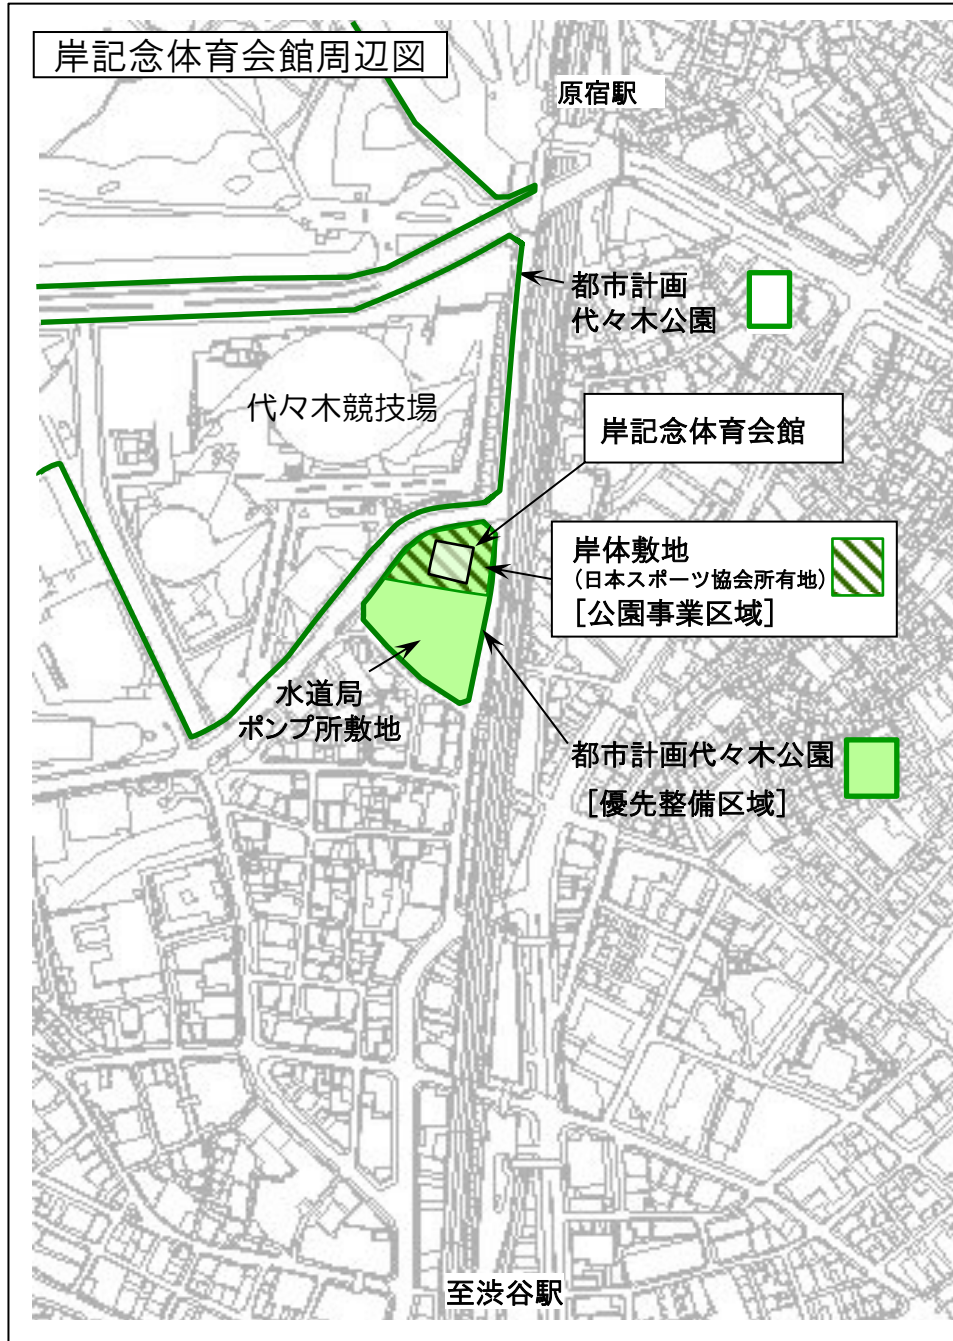 岸記念体育会館周辺図
原宿駅
都市計画
代々木公園
代々木競技場
岸記念体育会館
岸体敷地
(日本スポーツ協会所有地)
[公園事業区域]
水道局
ポンプ所敷地
都市計画代々木公園
[優先整備区域]
至渋谷駅